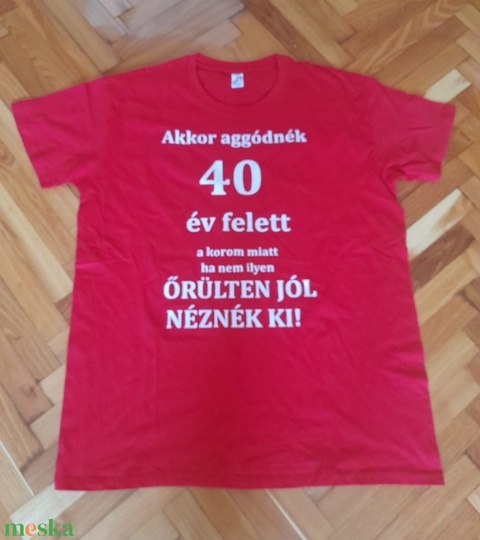 Akkor aggódnék
40
év felett
a korom miatt
ha nem ilyen
ŐRÜLTEN JÓL
NÉZNÉK KI!
meska